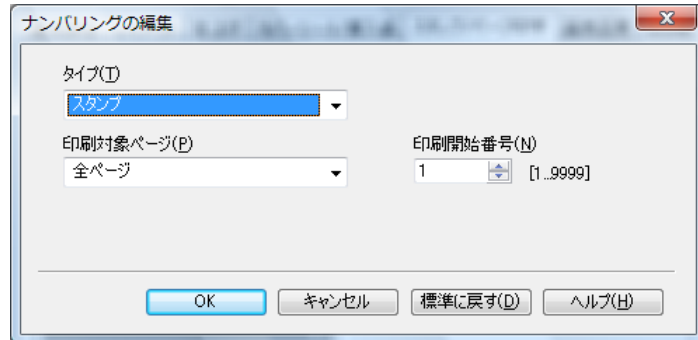 ナンバリングの編集
タイプ(T)
スタンプ
印刷対象ページ(P)
印刷開始番号(N)
全ページ
1
[1..9999]
OK
キャンセル
標準に戻す(D)
ヘルプ(H)